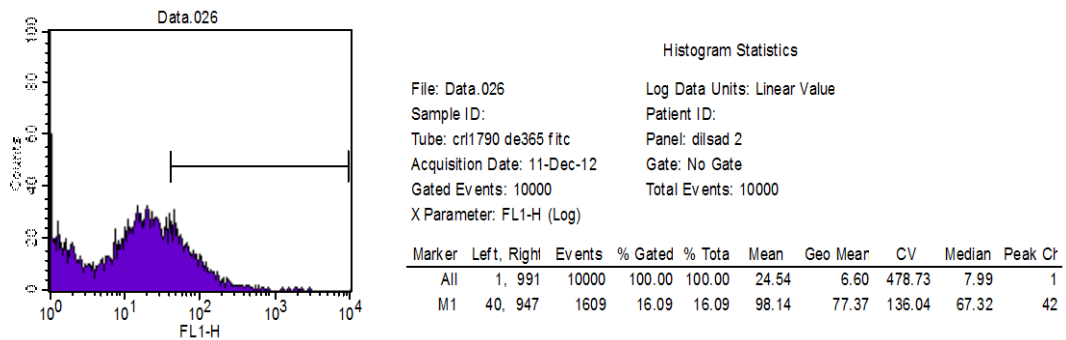 Data.026
100
80
60
40
20
0
Counts
10^0 10^1 10^2 10^3 10^4
FL1-H
Histogram Statistics
File: Data.026 Log Data Units: Linear Value
Sample ID: Patient ID:
Tube: crl1790 de365 fitc Panel: dilsad 2
Acquisition Date: 11-Dec-12 Gate: No Gate
Gated Events: 10000 Total Events: 10000
X Parameter: FL1-H (Log)
Marker Left, Right Events % Gated % Tota Mean Geo Mear CV Median Peak Ch
All 1, 991 10000 100.00 100.00 24.54 6.60 478.73 7.99 1
M1 40, 947 1609 16.09 16.09 98.14 77.37 136.04 67.32 42